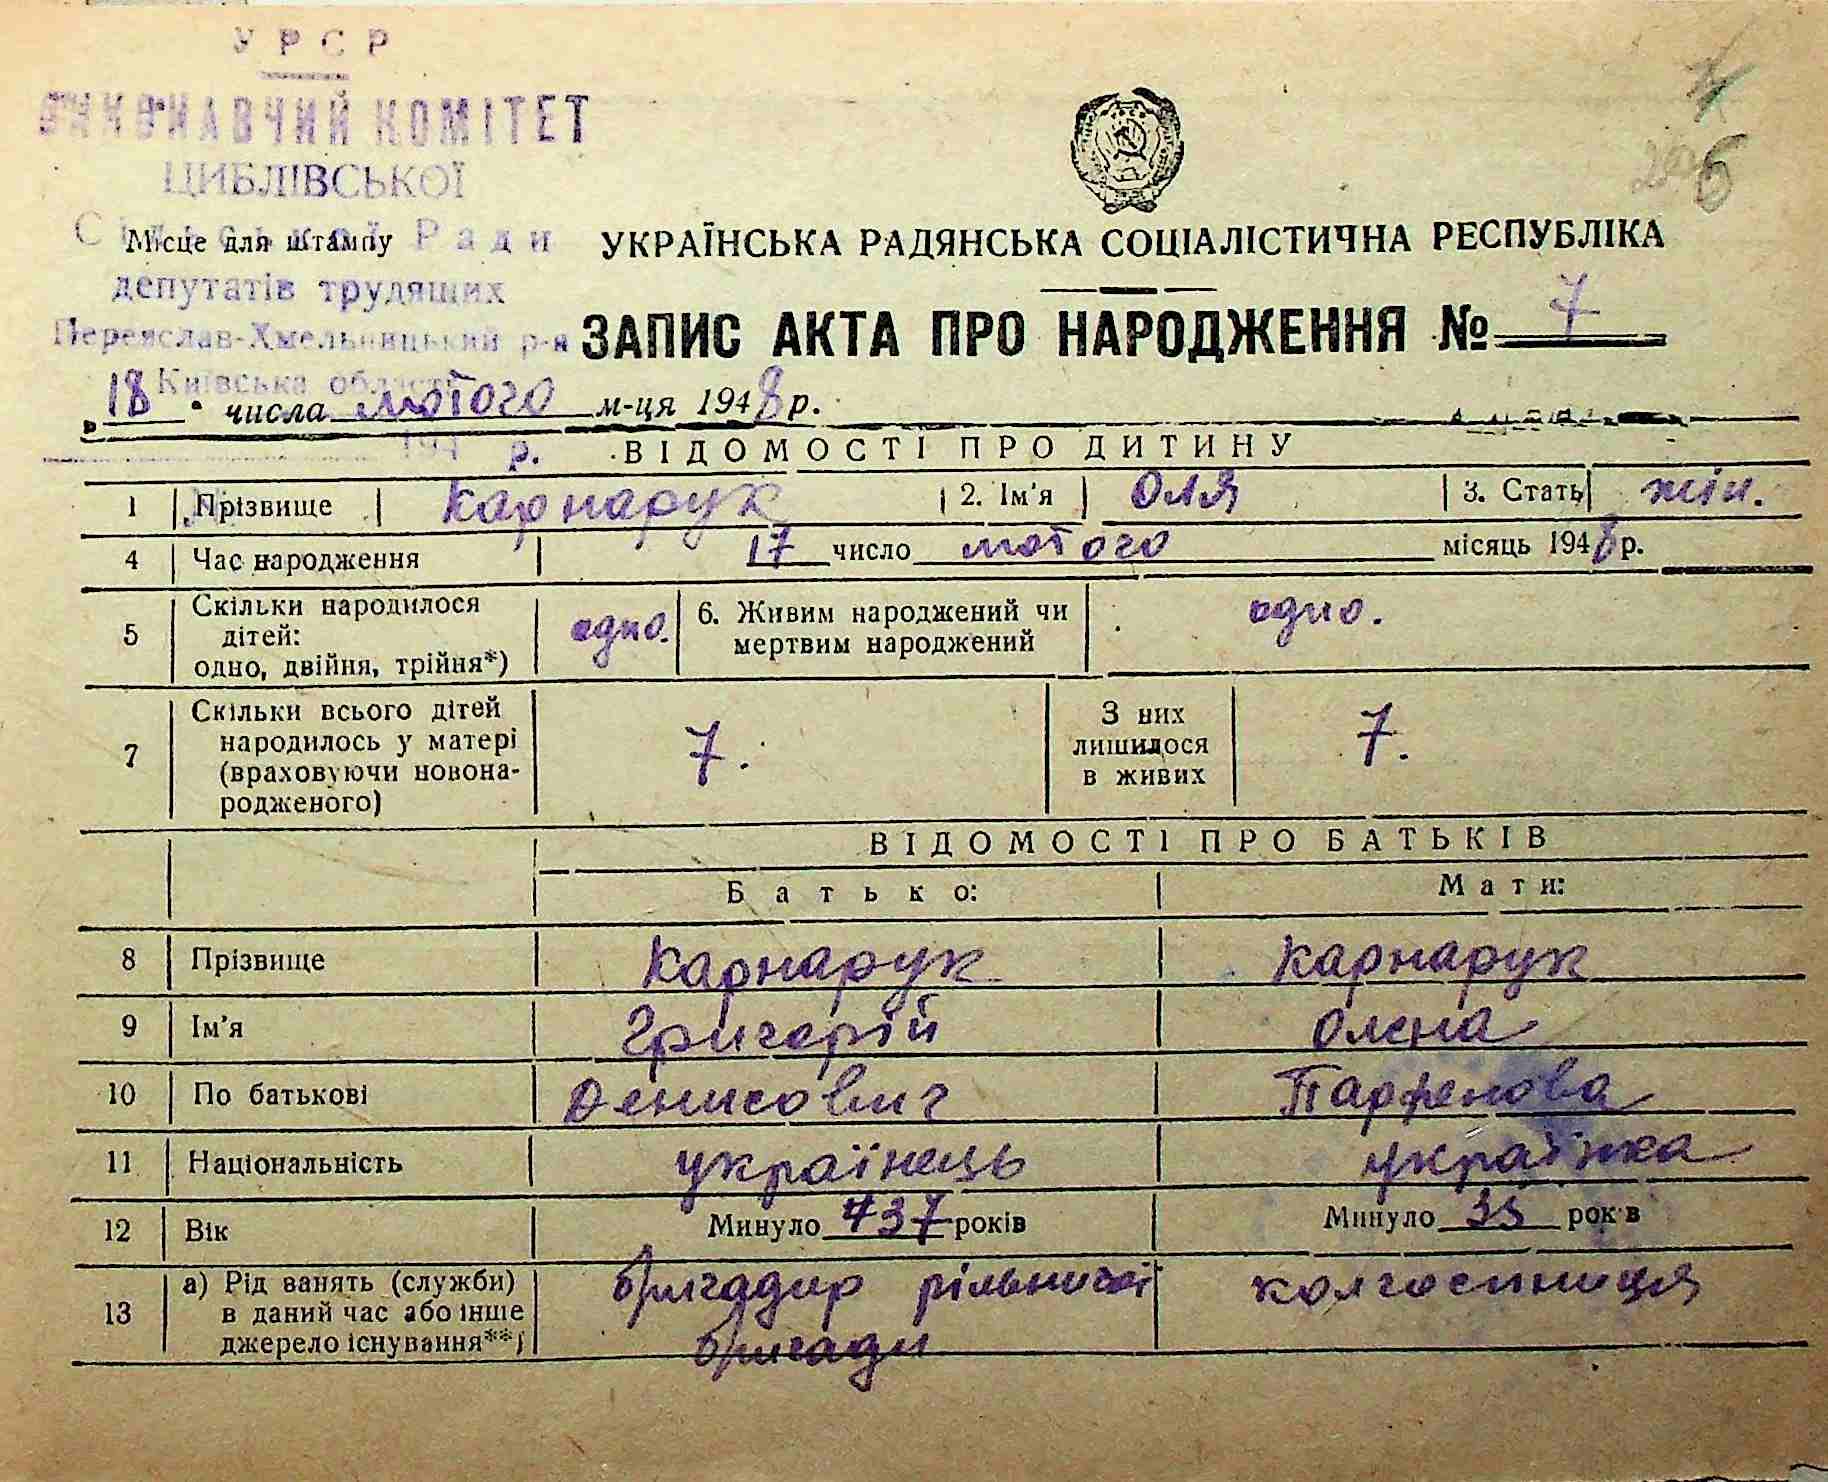 УРСР
ВИКОНАВЧИЙ КОМІТЕТ
ЦИБЛІВСЬКОЇ
Сільської Ради
Місце для штампу
депутатів трудящих
Переяслав-Хмельницький р-н
Київська область
194 р.
УКРАЇНСЬКА РАДЯНСЬКА СОЦІАЛІСТИЧНА РЕСПУБЛІКА
ЗАПИС АКТА ПРО НАРОДЖЕННЯ № 7
„18" числа лютого м-ця 1948 р.
ВІДОМОСТІ ПРО ДИТИНУ
1 Прізвище Карнарук 2. Ім'я Оля 3. Стать жін.
4 Час народження 17 число лютого місяць 1948 р.
5 Скільки народилося дітей: одно, двійня, трійня*) одно. 6. Живим народжений чи мертвим народжений одно.
7 Скільки всього дітей народилось у матері (враховуючи новонародженого) 7. З них лишилося в живих 7.
ВІДОМОСТІ ПРО БАТЬКІВ
Батько: Мати:
8 Прізвище Карнарук Карнарук
9 Ім'я Григорій Олена
10 По батькові Денисович Парфенова
11 Національність українець українка
12 Вік Минуло 37 років Минуло 35 років
13 а) Рід занять (служби) в даний час або інше джерело існування**) бригадир рільничої бригади колгоспниця